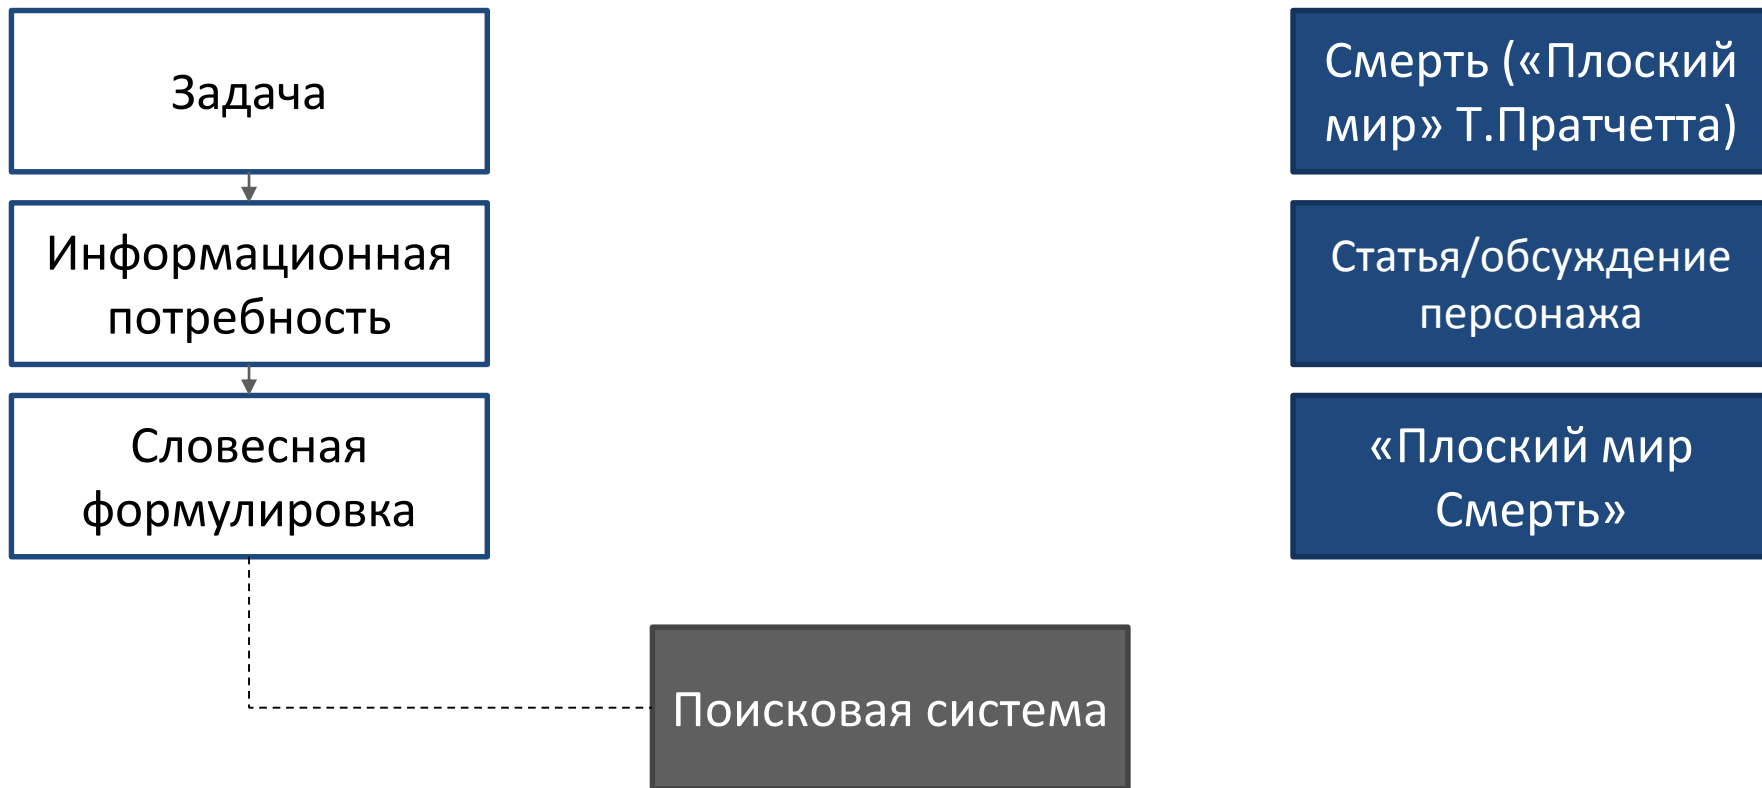 Задача
Информационная
потребность
Словесная
формулировка
Поисковая система
Смерть («Плоский
мир» Т.Пратчетта)
Статья/обсуждение
персонажа
«Плоский мир
Смерть»